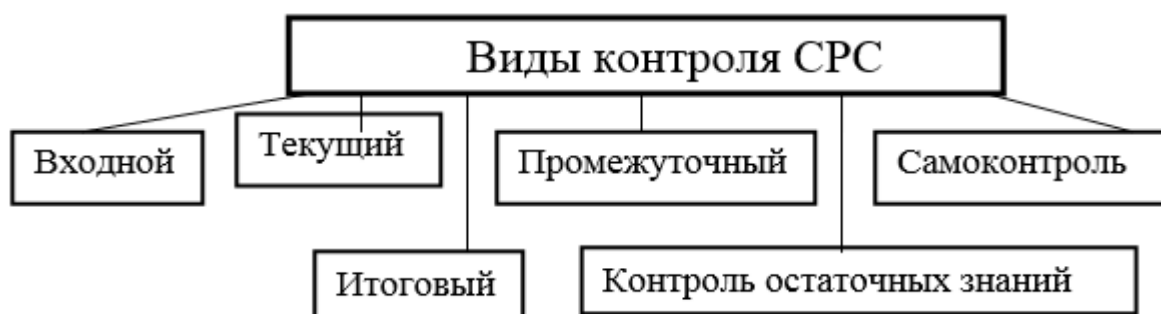 Виды контроля СРС
Входной
Текущий
Промежуточный
Самоконтроль
Итоговый
Контроль остаточных знаний